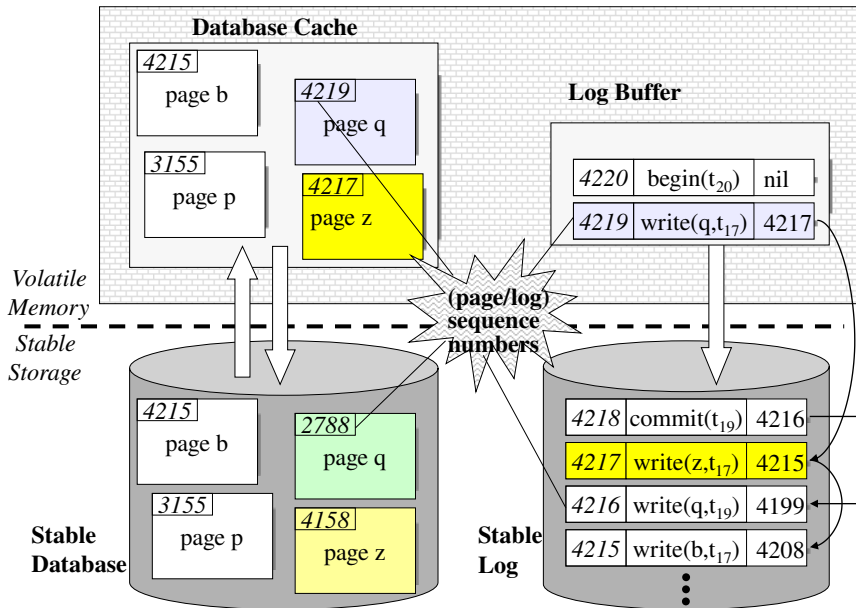 Database Cache
4215
page b
4219
page q
3155
page p
4217
page z
Log Buffer
4220 begin(t20) nil
4219 write(q,t17) 4217
Volatile
Memory
(page/log)
sequence
numbers
Stable
Storage
4215
page b
2788
page q
3155
page p
4158
page z
Stable
Database
4218 commit(t19) 4216
4217 write(z,t17) 4215
4216 write(q,t19) 4199
4215 write(b,t17) 4208
Stable
Log